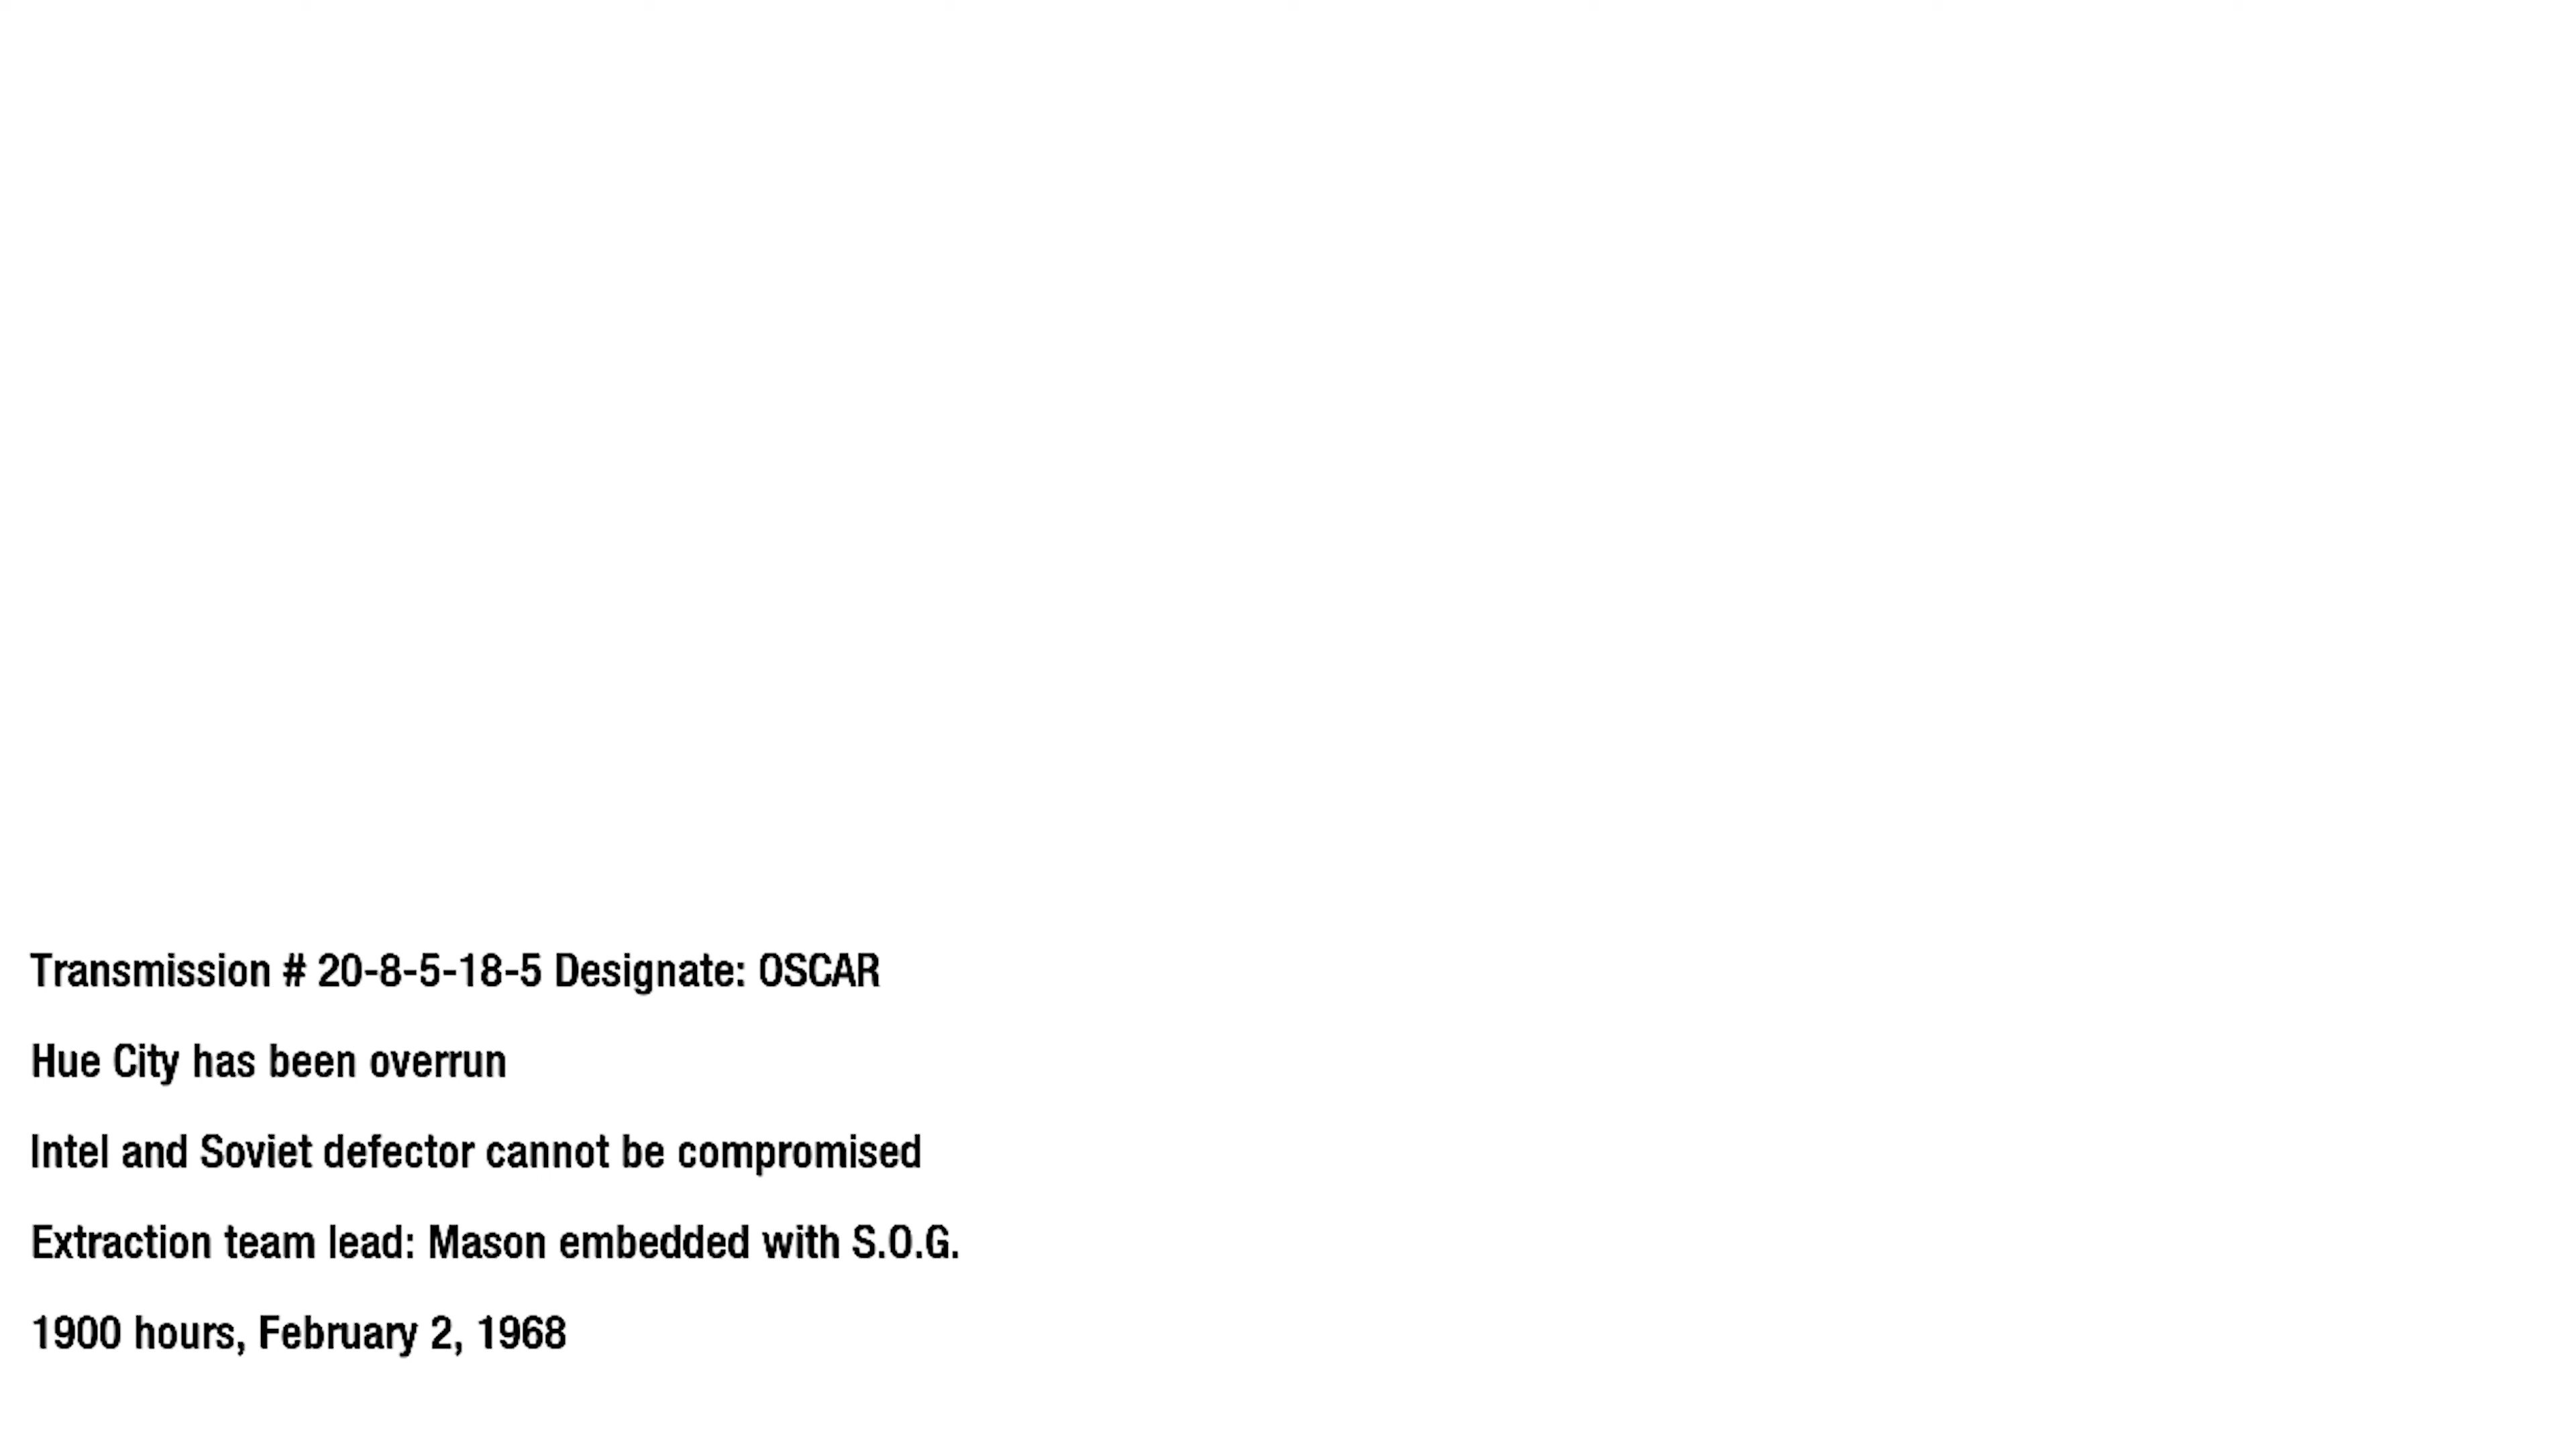 Transmission # 20-8-5-18-5 Designate: OSCAR
Hue City has been overrun
Intel and Soviet defector cannot be compromised
Extraction team lead: Mason embedded with S.O.G.
1900 hours, February 2, 1968